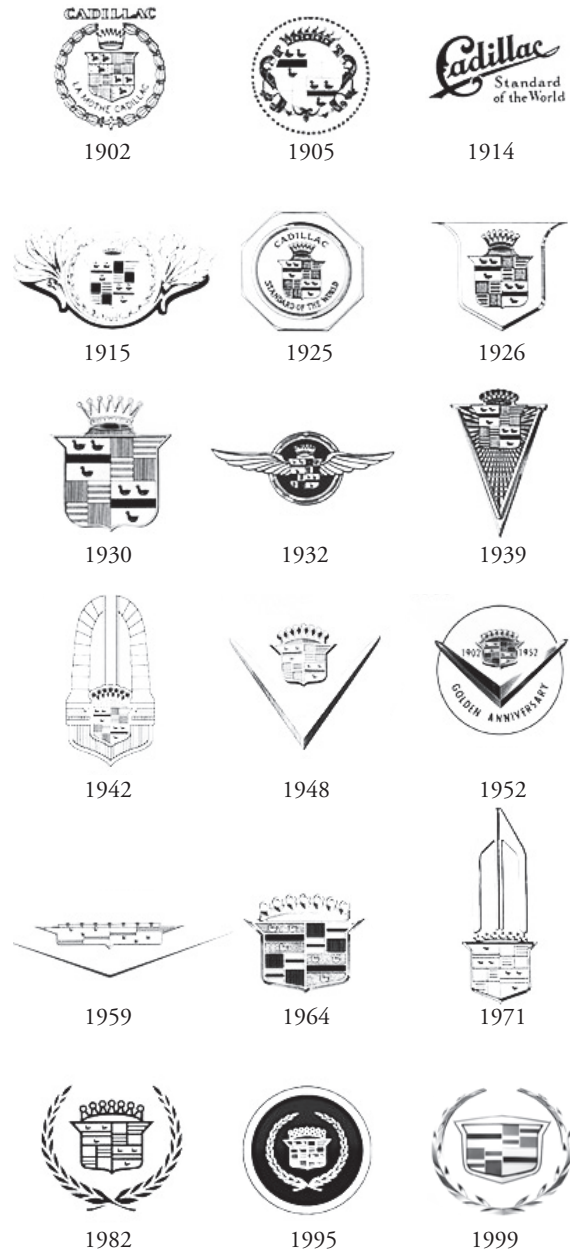 CADILLAC
LA MOTHE CADILLAC
1902
1905
1914
Cadillac
Standard
of the World
1915
1925
CADILLAC
STANDARD OF THE WORLD
1926
1930
1932
1939
1942
1948
1952
1902 1952
GOLDEN ANNIVERSARY
1959
1964
1971
1982
1995
1999